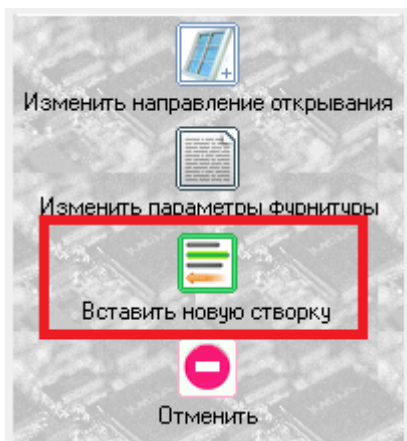 Изменить направление открывания
Изменить параметры фурнитуры
Вставить новую створку
Отменить